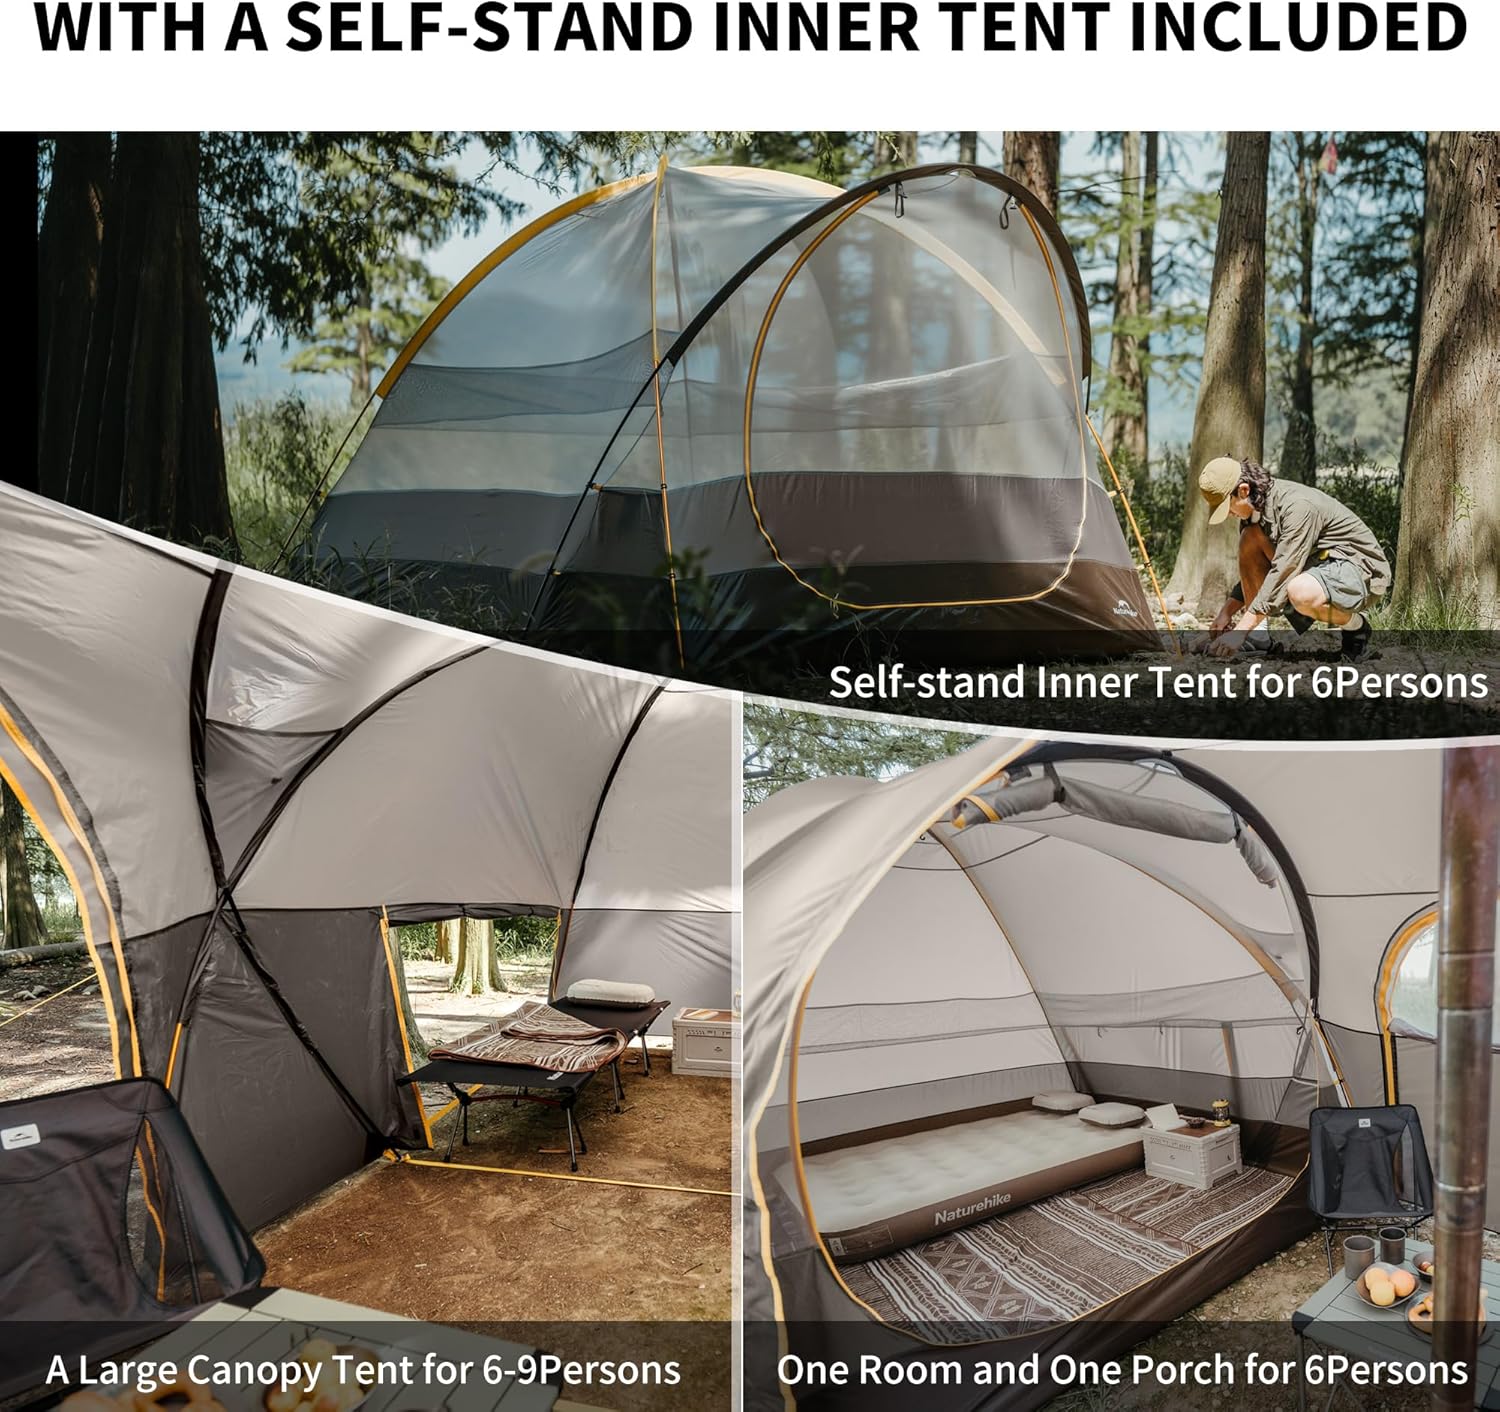 WITH A SELF-STAND INNER TENT INCLUDED
Naturehike
Self-stand Inner Tent for 6Persons
Naturehike
A Large Canopy Tent for 6-9Persons
One Room and One Porch for 6Persons